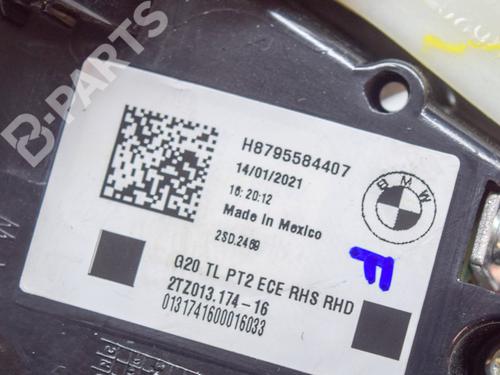 B-PARTS
H8795584407
14/01/2021
16:20:12
Made in Mexico
2SD.2469
BMW
F
G20 TL PT2 ECE RHS RHD
2TZ013.174-16
0131741600016033